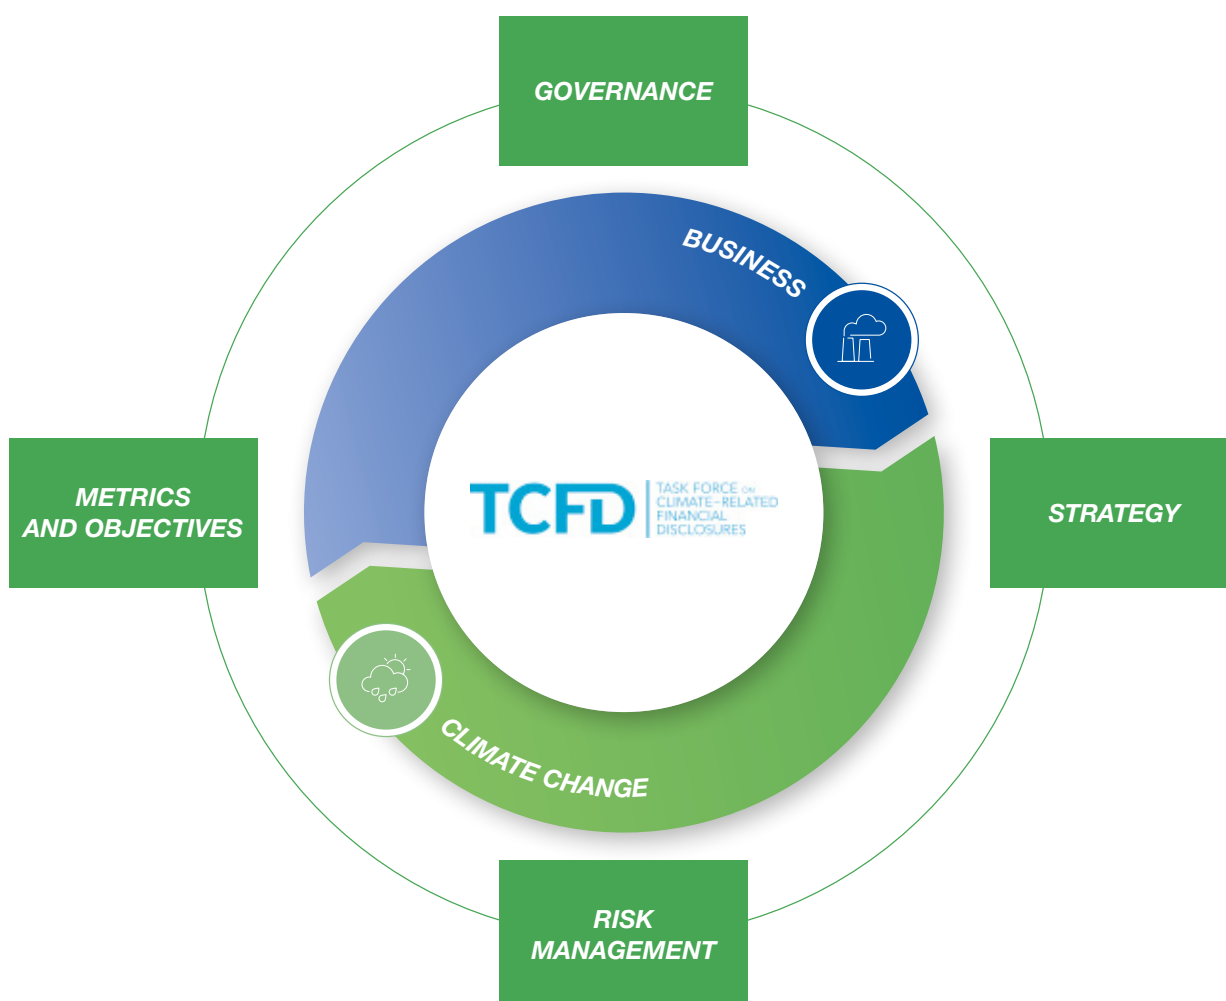 GOVERNANCE
BUSINESS
METRICS
AND OBJECTIVES
TCFD
TASK FORCE ON
CLIMATE-RELATED
FINANCIAL
DISCLOSURES
STRATEGY
CLIMATE CHANGE
RISK
MANAGEMENT